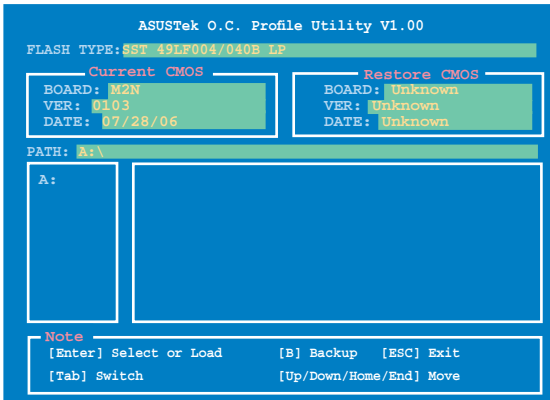 ASUSTek O.C. Profile Utility V1.00
FLASH TYPE:SST 49LF004/040B LP
Current CMOS
BOARD: M2N
VER: 0103
DATE: 07/28/06
Restore CMOS
BOARD: Unknown
VER: Unknown
DATE: Unknown
PATH: A:\
A:
Note
[Enter] Select or Load [B] Backup [ESC] Exit
[Tab] Switch [Up/Down/Home/End] Move